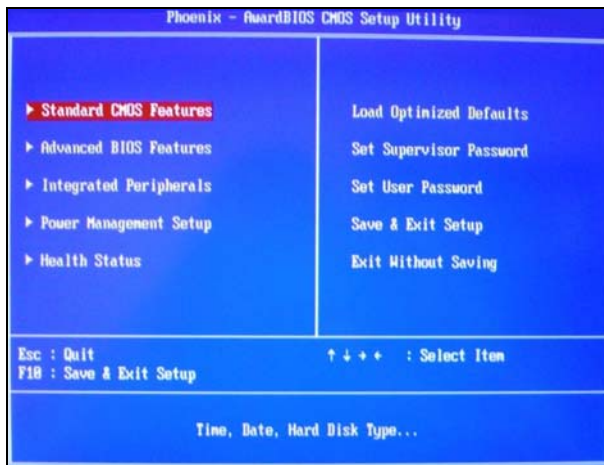 Phoenix - AwardBIOS CMOS Setup Utility
▶ Standard CMOS Features
▶ Advanced BIOS Features
▶ Integrated Peripherals
▶ Power Management Setup
▶ Health Status
Load Optimized Defaults
Set Supervisor Password
Set User Password
Save & Exit Setup
Exit Without Saving
Esc : Quit
F10 : Save & Exit Setup
↑ ↓ → ← : Select Item
Time, Date, Hard Disk Type...